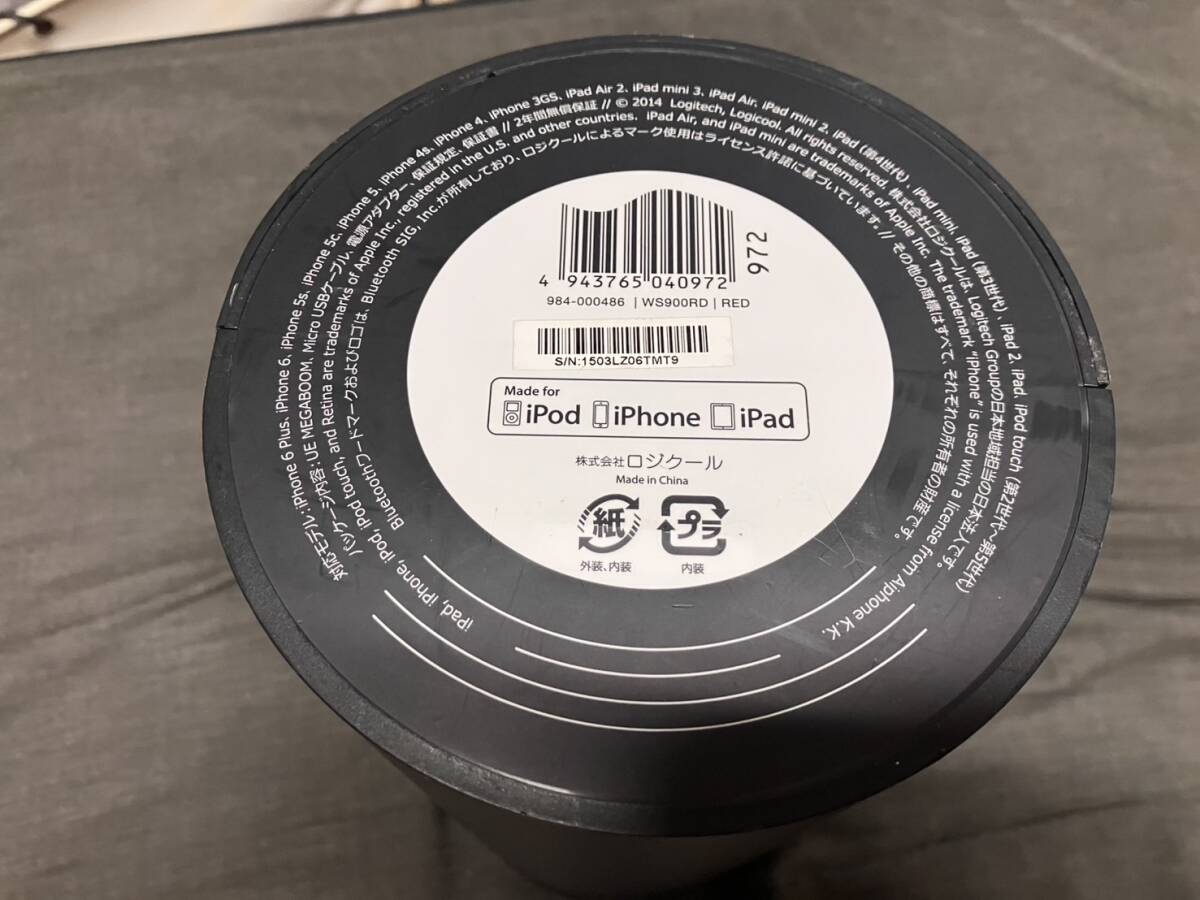 対応モデル:iPhone 6 Plus、iPhone 6、iPhone 5s、iPhone 5c、iPhone 5、iPhone 4s、iPhone 4、iPhone 3GS、iPad Air 2、iPad mini 3、iPad Air、iPad mini 2、iPad (第4世代)、iPad mini、iPad (第3世代)、iPad 2、iPad、iPod touch (第2世代〜第5世代)
パッケージ内容:UE MEGABOOM、Micro USBケーブル、電源アダプター、保証規定、保証書 // 2年間無償保証 // © 2014 Logitech, Logicool. All rights reserved. 株式会社ロジクールは、Logitech Groupの日本地域担当の日本法人です。
iPad, iPhone, iPod, iPod touch, and Retina are trademarks of Apple Inc., registered in the U.S. and other countries. iPad Air, and iPad mini are trademarks of Apple Inc. The trademark "iPhone" is used with a license from Aiphone K.K.
Bluetoothワードマークおよびロゴは、Bluetooth SIG, Inc.が所有しており、ロジクールによるマーク使用はライセンス許諾に基づいています。// その他の商標はすべて、それぞれの所有者の財産です。
972
4 943765 040972
984-000486 | WS900RD | RED
S/N:1503LZ06TMT9
Made for
iPod iPhone iPad
株式会社ロジクール
Made in China
紙 プラ
外装、内装 内装